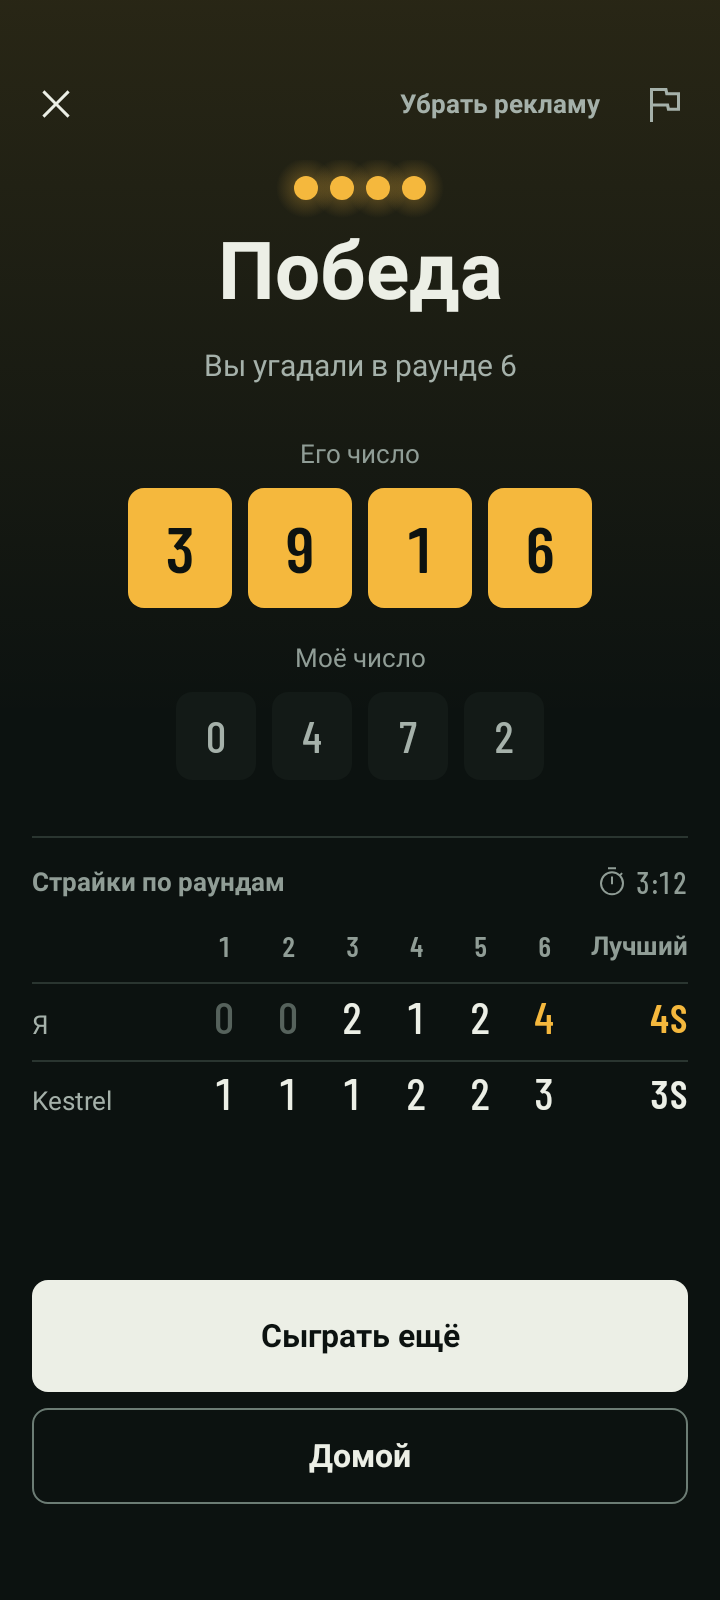 Убрать рекламу
Победа
Вы угадали в раунде 6
Его число
3 9 1 6
Моё число
0 4 7 2
Страйки по раундам 3:12
1 2 3 4 5 6 Лучший
Я 0 0 2 1 2 4 4S
Kestrel 1 1 1 2 2 3 3S
Сыграть ещё
Домой